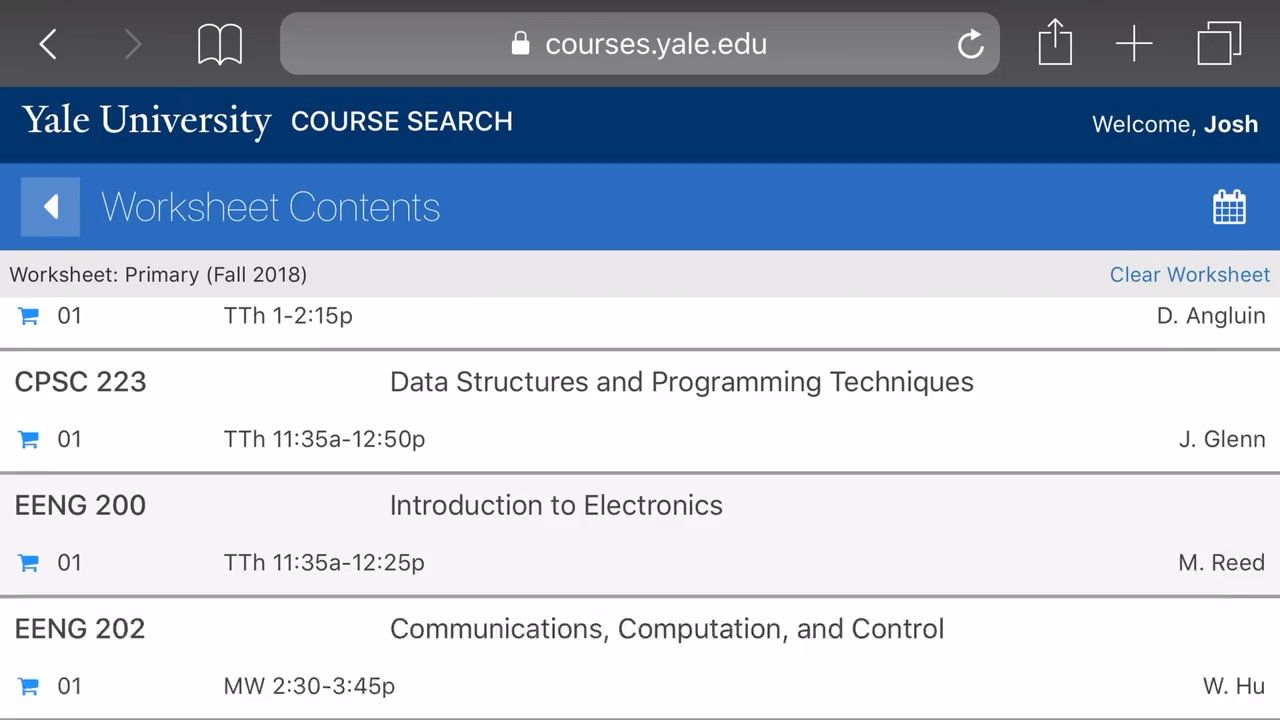 courses.yale.edu
Yale University COURSE SEARCH Welcome, Josh
Worksheet Contents
Worksheet: Primary (Fall 2018) Clear Worksheet
01 TTh 1-2:15p D. Angluin
CPSC 223 Data Structures and Programming Techniques
01 TTh 11:35a-12:50p J. Glenn
EENG 200 Introduction to Electronics
01 TTh 11:35a-12:25p M. Reed
EENG 202 Communications, Computation, and Control
01 MW 2:30-3:45p W. Hu